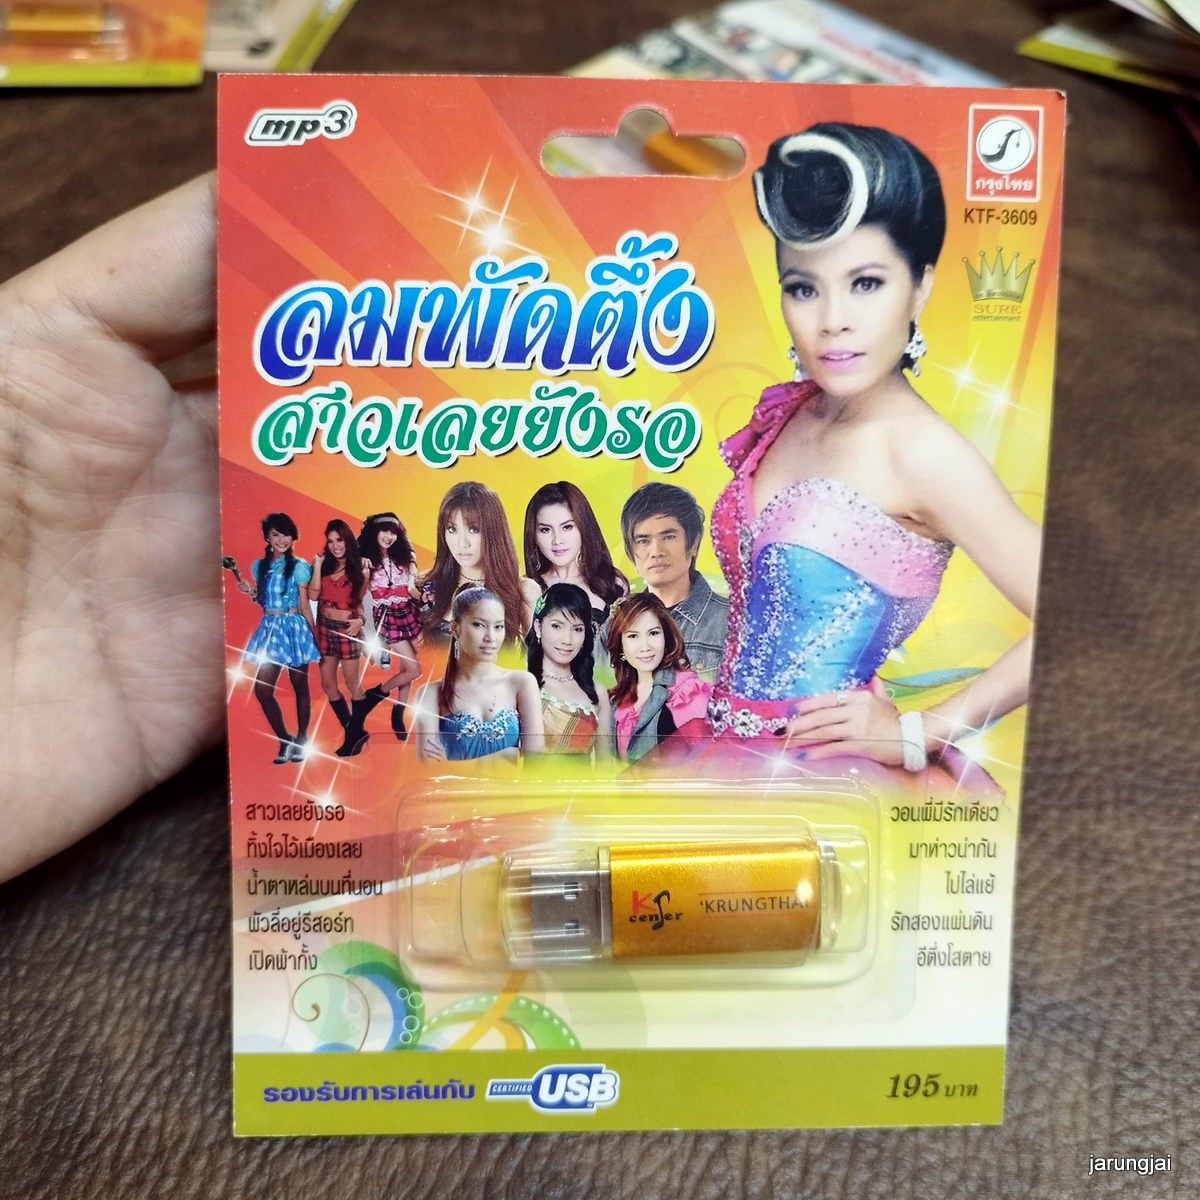 mp3
กรุงไทย
KTF-3609
SURE
entertainment
ลมพัดตึ้ง
สาวเลยยังรอ
สาวเลยยังรอ
ทิ้งใจไว้เมืองเลย
น้ำตาหล่นบนที่นอน
ผัวลี่อยู่รีสอร์ท
เปิดผ้ากั้ง
วอนพี่มีรักเดียว
มาห่าวนำกัน
ไปไล่แย้
รักสองแผ่นดิน
อีตึ่งโสตาย
KS center
'KRUNGTHAI
รองรับการเล่นกับ CERTIFIED USB
195 บาท
jarungjai